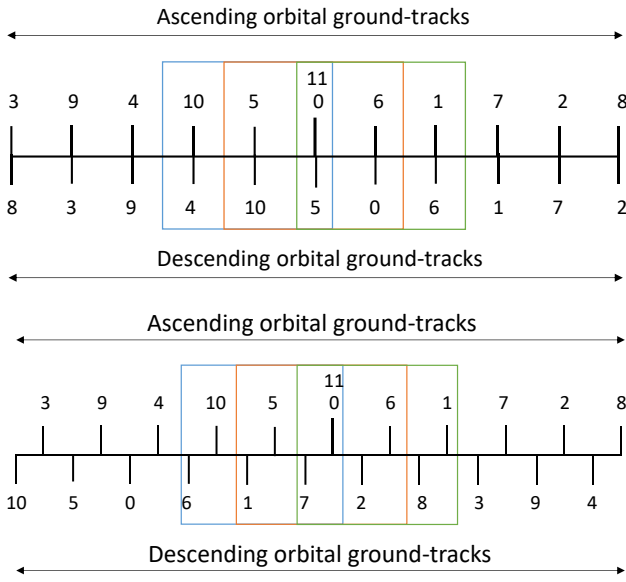 Ascending orbital ground-tracks
11
3 9 4 10 5 0 6 1 7 2 8
8 3 9 4 10 5 0 6 1 7 2
Descending orbital ground-tracks
Ascending orbital ground-tracks
11
3 9 4 10 5 0 6 1 7 2 8
10 5 0 6 1 7 2 8 3 9 4
Descending orbital ground-tracks